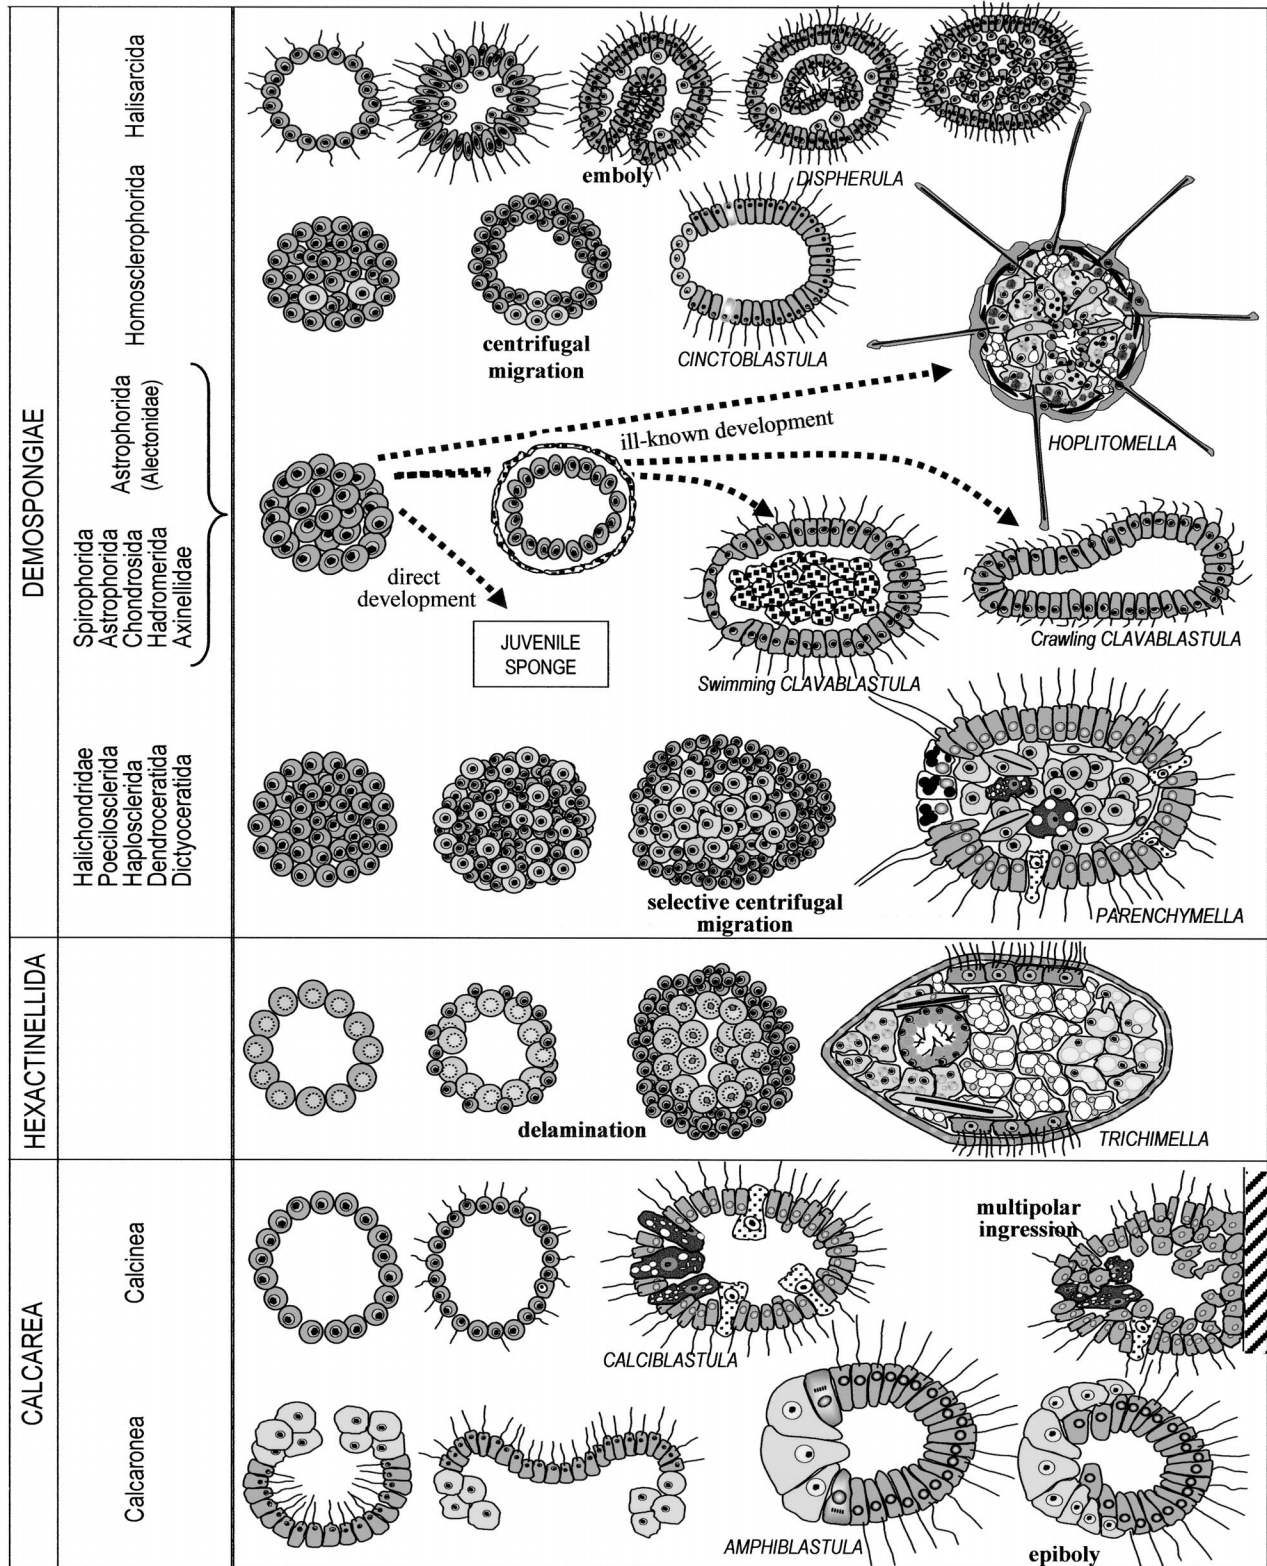 DEMOSPONGIAE
Halisarcida
emboly
DISPHERULA
Homosclerophorida
centrifugal
migration
CINCTOBLASTULA
HOPLITOMELLA
Astrophorida
(Alectonidae)
Spirophorida
Astrophorida
Chondrosida
Hadromerida
Axinellidae
ill-known development
direct
development
JUVENILE
SPONGE
Swimming CLAVABLASTULA
Crawling CLAVABLASTULA
Halichondridae
Poecilosclerida
Haplosclerida
Dendroceratida
Dictyoceratida
selective centrifugal
migration
PARENCHYMELLA
HEXACTINELLIDA
delamination
TRICHIMELLA
CALCAREA
Calcinea
CALCIBLASTULA
multipolar
ingression
Calcaronea
AMPHIBLASTULA
epiboly